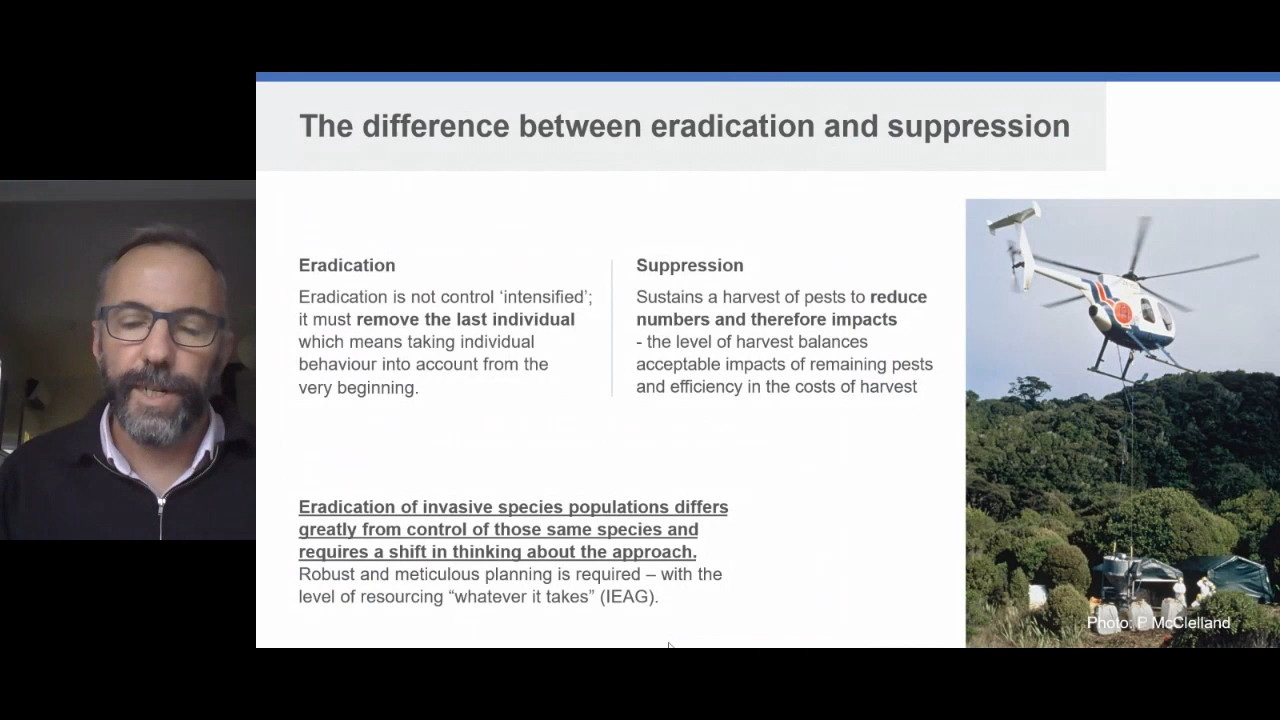 The difference between eradication and suppression
Eradication
Eradication is not control ‘intensified’;
it must remove the last individual
which means taking individual
behaviour into account from the
very beginning.
Suppression
Sustains a harvest of pests to reduce
numbers and therefore impacts
- the level of harvest balances
acceptable impacts of remaining pests
and efficiency in the costs of harvest
Eradication of invasive species populations differs
greatly from control of those same species and
requires a shift in thinking about the approach.
Robust and meticulous planning is required – with the
level of resourcing “whatever it takes” (IEAG).
Photo: P McClelland